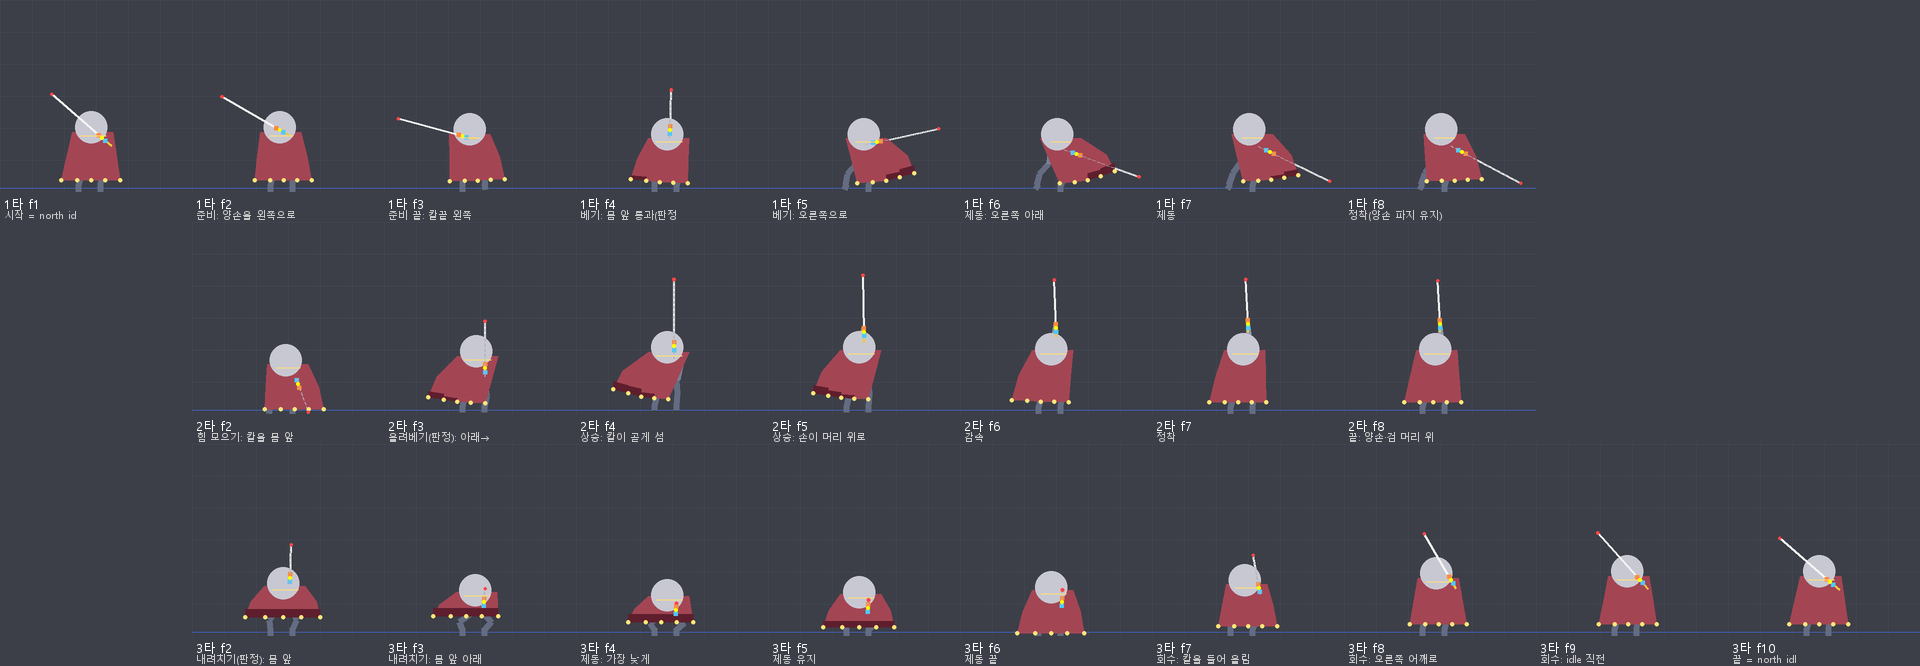 1타 f1
시작 = north id
1타 f2
준비: 양손을 왼쪽으로
1타 f3
준비 끝: 칼끝 왼쪽
1타 f4
베기: 몸 앞 통과(판정
1타 f5
베기: 오른쪽으로
1타 f6
제동: 오른쪽 아래
1타 f7
제동
1타 f8
정착(양손 파지 유지)
2타 f2
힘 모으기: 칼을 몸 앞
2타 f3
올려베기(판정): 아래→
2타 f4
상승: 칼이 곧게 섬
2타 f5
상승: 손이 머리 위로
2타 f6
감속
2타 f7
정착
2타 f8
끝: 양손·검 머리 위
3타 f2
내려치기(판정): 몸 앞
3타 f3
내려치기: 몸 앞 아래
3타 f4
제동: 가장 낮게
3타 f5
제동 유지
3타 f6
제동 끝
3타 f7
회수: 칼을 들어 올림
3타 f8
회수: 오른쪽 어깨로
3타 f9
회수: idle 직전
3타 f10
끝 = north idl